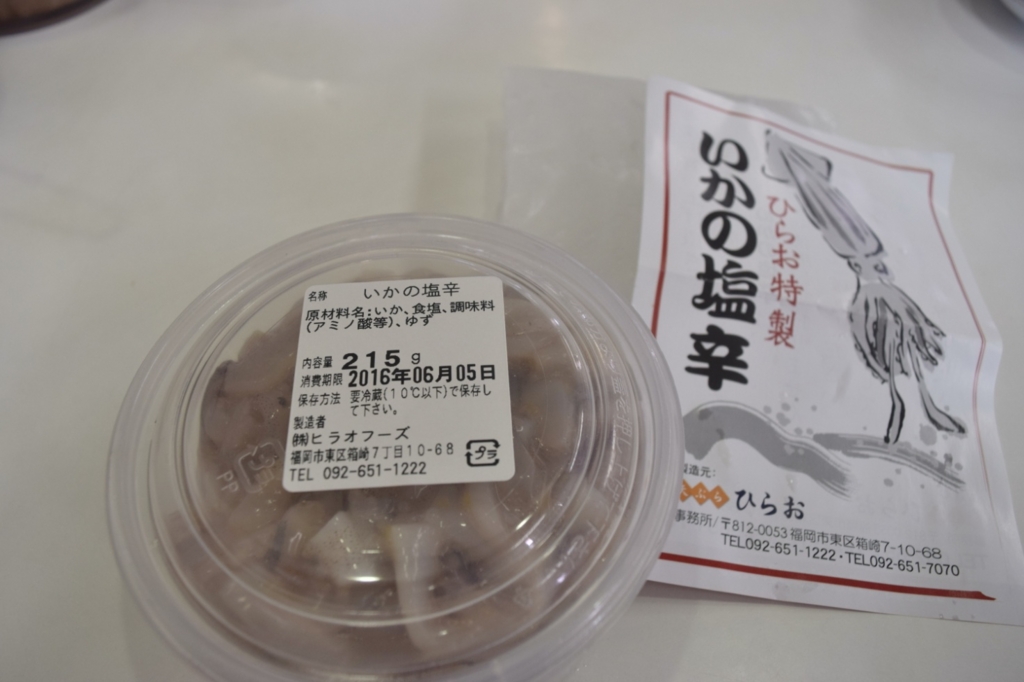 名称 いかの塩辛
原材料名:いか、食塩、調味料
(アミノ酸等)、ゆず
内容量 215g
消費期限 2016年06月05日
保存方法 要冷蔵(10℃以下)で保存し
て下さい。
製造者
㈱ヒラオフーズ
福岡市東区箱崎7丁目10-68
TEL 092-651-1222
プラ
PP
いかの塩辛
ひらお特製
製造元:
ひらお
事務所/〒812-0053 福岡市東区箱崎7-10-68
TEL092-651-1222・TEL092-651-7070